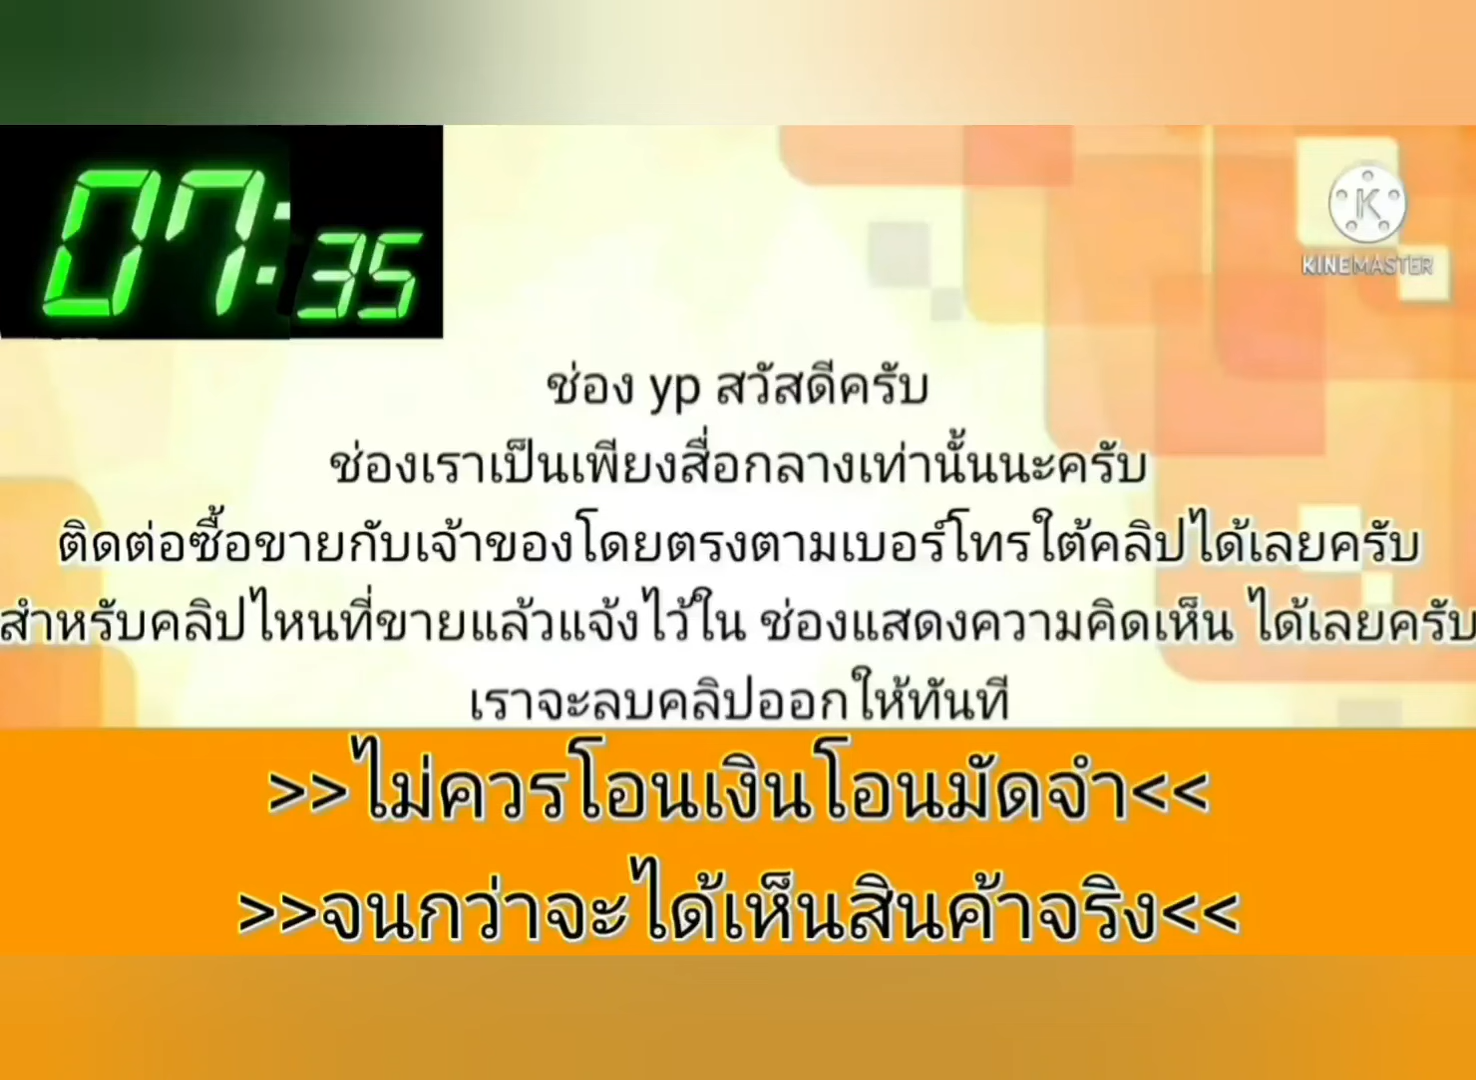 07:35
KINEMASTER
ช่อง yp สวัสดีครับ
ช่องเราเป็นเพียงสื่อกลางเท่านั้นนะครับ
ติดต่อซื้อขายกับเจ้าของโดยตรงตามเบอร์โทรใต้คลิปได้เลยครับ
สำหรับคลิปไหนที่ขายแล้วแจ้งไว้ใน ช่องแสดงความคิดเห็น ได้เลยครับ
เราจะลบคลิปออกให้ทันที
>>ไม่ควรโอนเงินโอนมัดจำ<<
>>จนกว่าจะได้เห็นสินค้าจริง<<